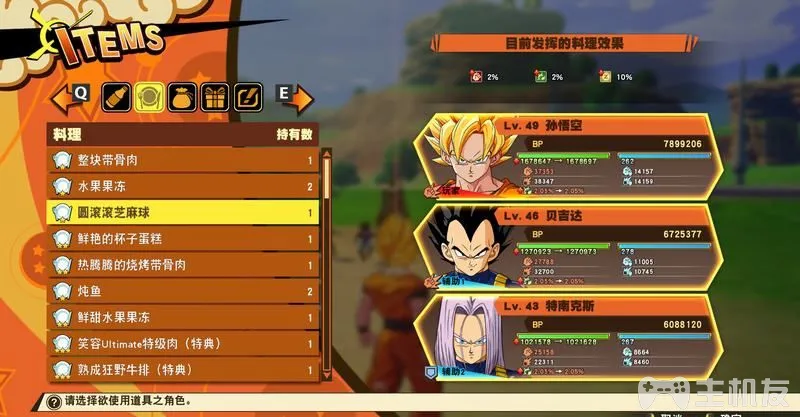 ITEMS
Q
E
料理 持有数
整块带骨肉 1
水果果冻 2
圆滚滚芝麻球 1
鲜艳的杯子蛋糕 1
热腾腾的烧烤带骨肉 1
炖鱼 2
鲜甜水果果冻 1
笑容Ultimate特级肉（特典） 1
熟成狂野牛排（特典） 1
请选择欲使用道具之角色。
目前发挥的料理效果
2% 2% 10%
Lv. 49 孙悟空
BP 7899206
1678647 → 1678697 262
37353 14157
38347 14159
玩家 2.05% → 2.05%
Lv. 46 贝吉达
BP 6725377
1270923 → 1270973 278
27788 11005
32700 10745
辅助1 2.05% → 2.05%
Lv. 43 特南克斯
BP 6088120
1021578 → 1021628 267
25156 8664
22311 8460
辅助2 2.05% → 2.05%
主机友